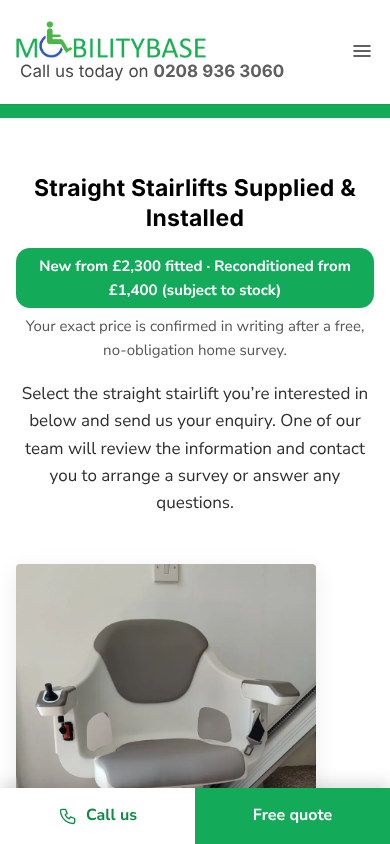 MOBILITYBASE
Call us today on 0208 936 3060
Straight Stairlifts Supplied &
Installed
New from £2,300 fitted · Reconditioned from
£1,400 (subject to stock)
Your exact price is confirmed in writing after a free,
no-obligation home survey.
Select the straight stairlift you’re interested in
below and send us your enquiry. One of our
team will review the information and contact
you to arrange a survey or answer any
questions.
Call us
Free quote